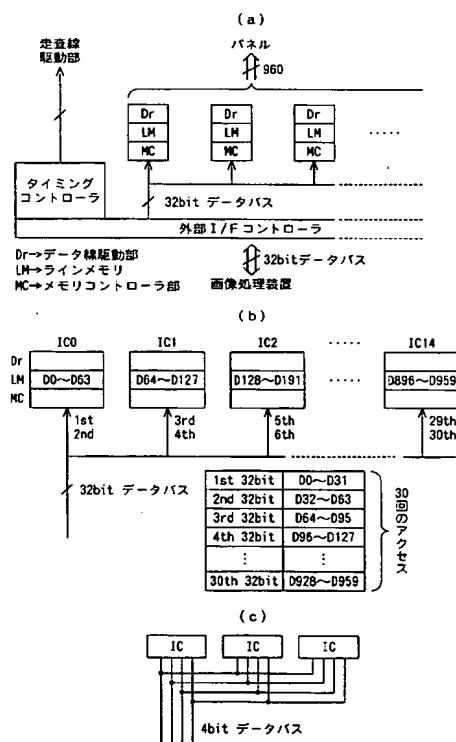 (a)
走査線
駆動部
パネル
960
Dr Dr Dr
LM LM LM ‥‥‥
MC MC MC
タイミング
コントローラ
32bit データバス
外部 I/F コントローラ
Dr→データ線駆動部
LM→ラインメモリ
MC→メモリコントローラ部
32bitデータバス
画像処理装置
(b)
IC0 IC1 IC2 ‥‥‥ IC14
Dr
LM D0〜D63 D64〜D127 D128〜D191 ‥‥‥ D896〜D959
MC
1st 3rd 5th 29th
2nd 4th 6th 30th
32bit データバス
1st 32bit D0〜D31
2nd 32bit D32〜D63
3rd 32bit D64〜D95
4th 32bit D96〜D127
⋮ ⋮
30th 32bit D928〜D959
30回のアクセス
(c)
IC IC IC
4bit データバス